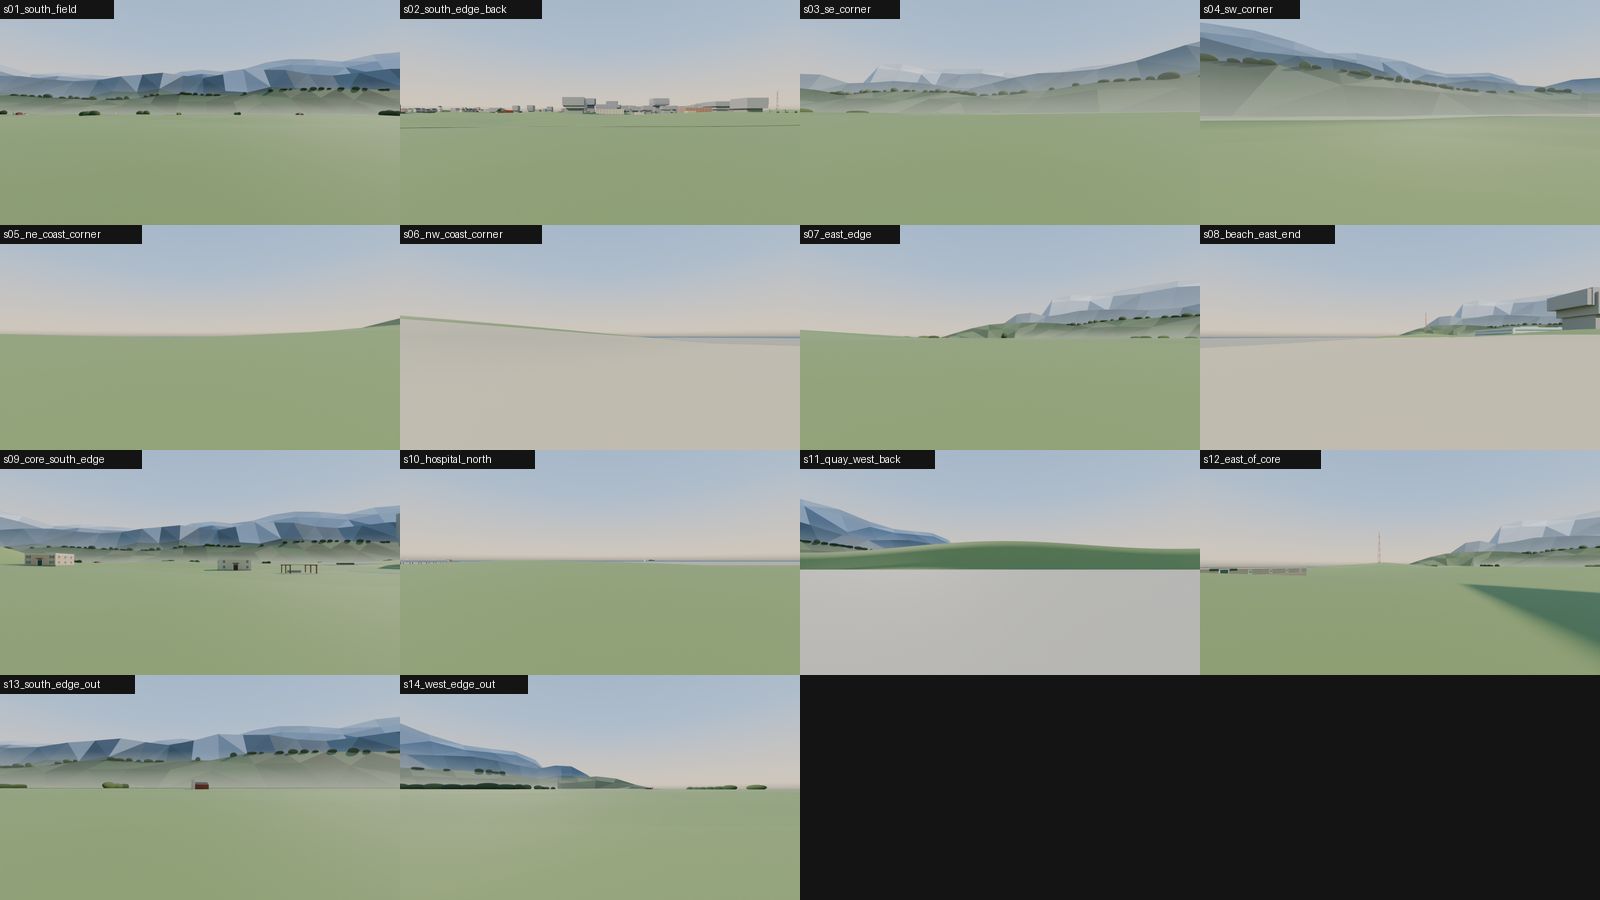 s01_south_field
s02_south_edge_back
s03_se_corner
s04_sw_corner
s05_ne_coast_corner
s06_nw_coast_corner
s07_east_edge
s08_beach_east_end
s09_core_south_edge
s10_hospital_north
s11_quay_west_back
s12_east_of_core
s13_south_edge_out
s14_west_edge_out